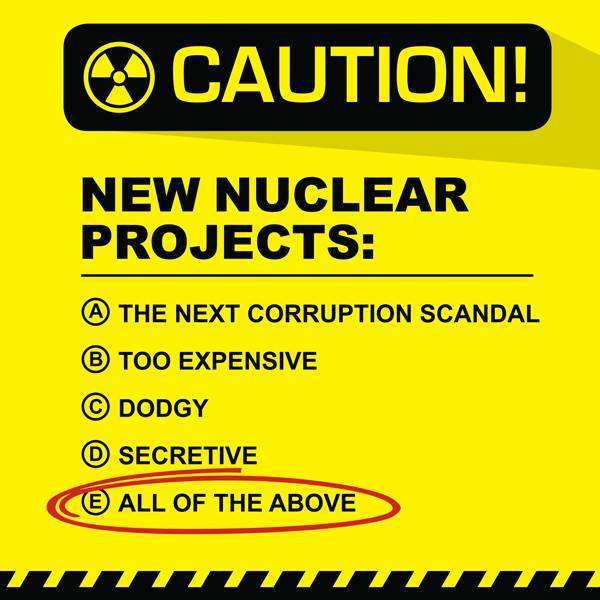 CAUTION!
NEW NUCLEAR
PROJECTS:
Ⓐ THE NEXT CORRUPTION SCANDAL
Ⓑ TOO EXPENSIVE
Ⓒ DODGY
Ⓓ SECRETIVE
Ⓔ ALL OF THE ABOVE